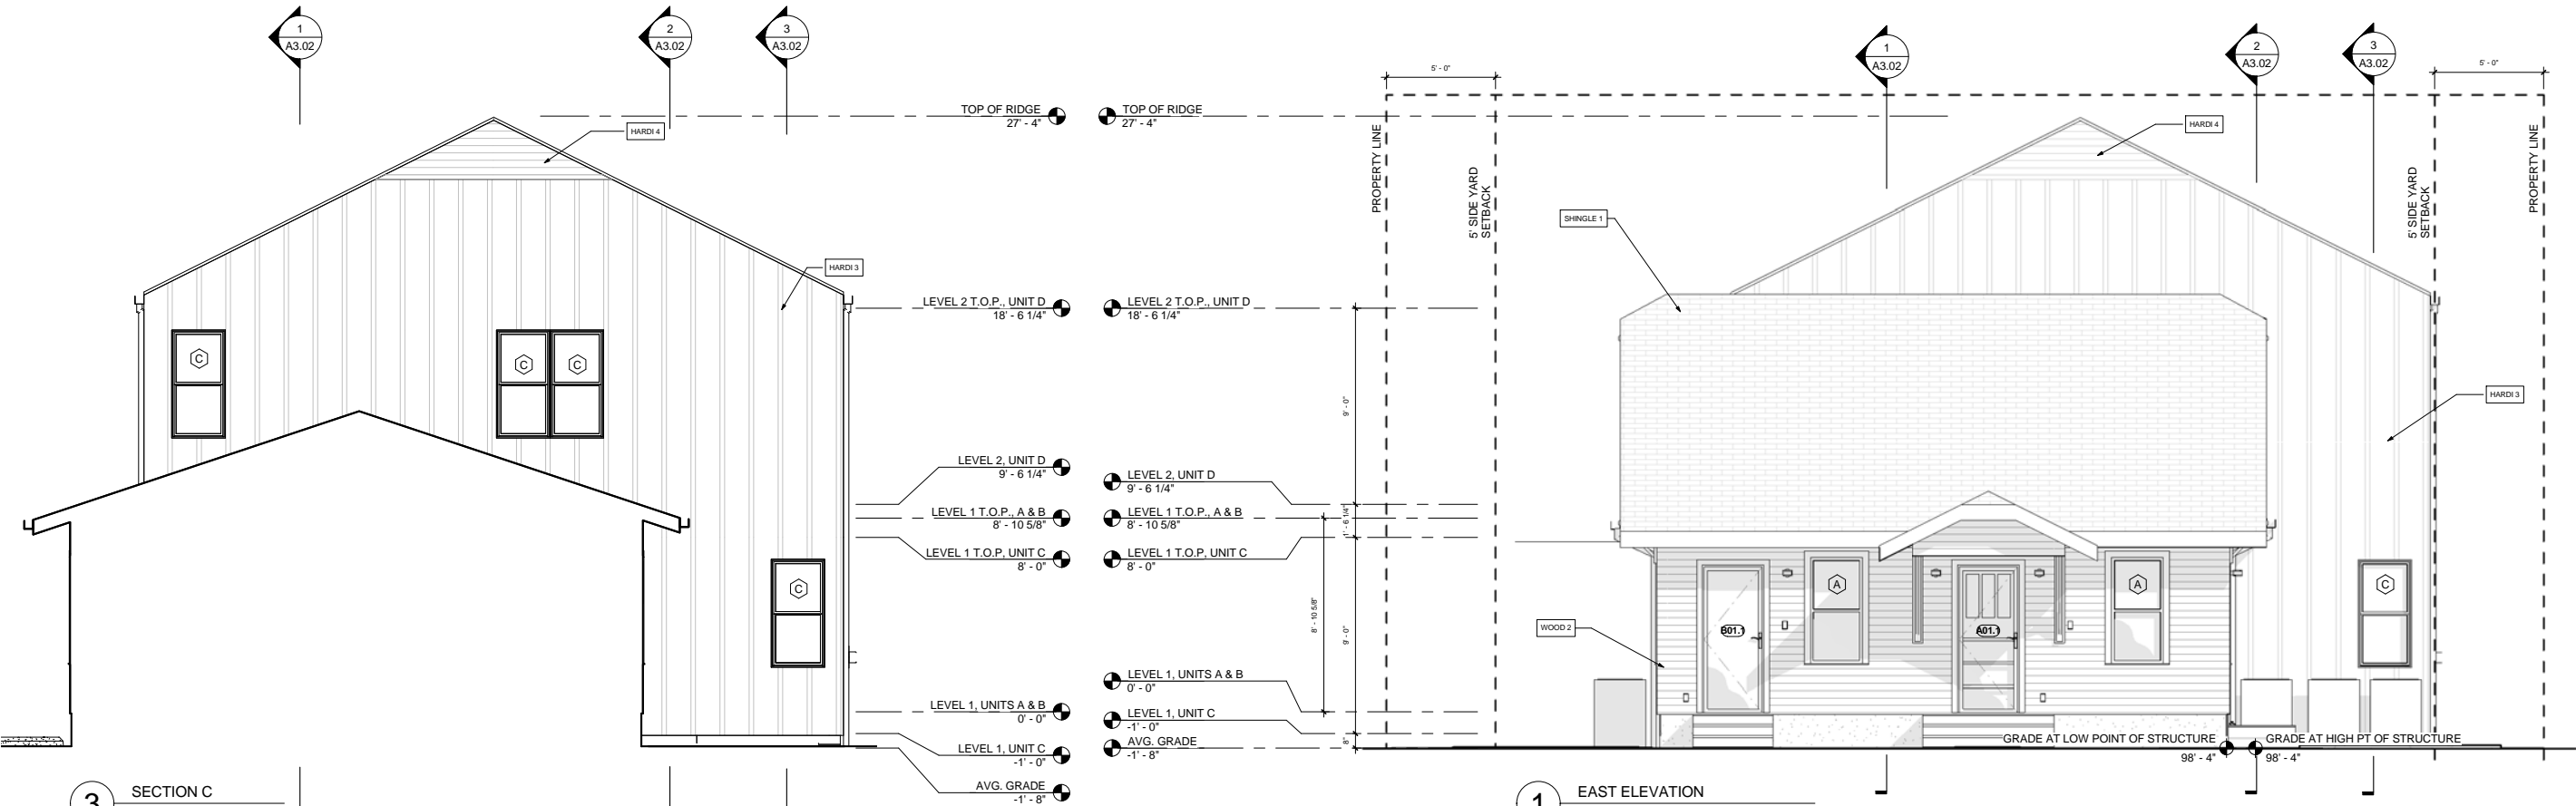 1
A3.02
2
A3.02
3
A3.02
TOP OF RIDGE
27' - 4"
HARDI 4
HARDI 3
LEVEL 2 T.O.P., UNIT D
18' - 6 1/4"
C
C
C
LEVEL 2, UNIT D
9' - 6 1/4"
LEVEL 1 T.O.P., A & B
8' - 10 5/8"
LEVEL 1 T.O.P, UNIT C
8' - 0"
C
LEVEL 1, UNITS A & B
0' - 0"
LEVEL 1, UNIT C
-1' - 0"
AVG. GRADE
-1' - 8"
3
SECTION C
1
A3.02
2
A3.02
3
A3.02
5' - 0"
5' - 0"
TOP OF RIDGE
27' - 4"
PROPERTY LINE
5' SIDE YARD
SETBACK
HARDI 4
5' SIDE YARD
SETBACK
PROPERTY LINE
SHINGLE 1
LEVEL 2 T.O.P., UNIT D
18' - 6 1/4"
9' - 0"
HARDI 3
LEVEL 2, UNIT D
9' - 6 1/4"
LEVEL 1 T.O.P., A & B
8' - 10 5/8"
1' - 6 1/4"
LEVEL 1 T.O.P, UNIT C
8' - 0"
8' - 10 5/8"
9' - 0"
A
A
C
WOOD 2
B01.1
A01.1
LEVEL 1, UNITS A & B
0' - 0"
LEVEL 1, UNIT C
-1' - 0"
8"
AVG. GRADE
-1' - 8"
GRADE AT LOW POINT OF STRUCTURE
98' - 4"
GRADE AT HIGH PT OF STRUCTURE
98' - 4"
1
EAST ELEVATION